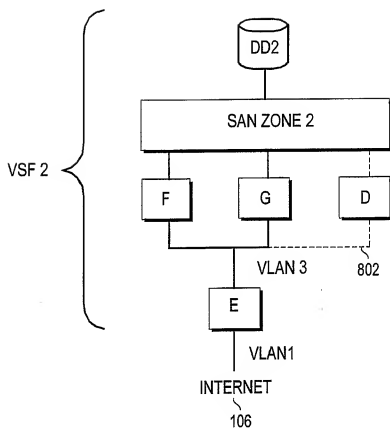 DD2
SAN ZONE 2
VSF 2
F
G
D
VLAN 3
802
E
VLAN1
INTERNET
106